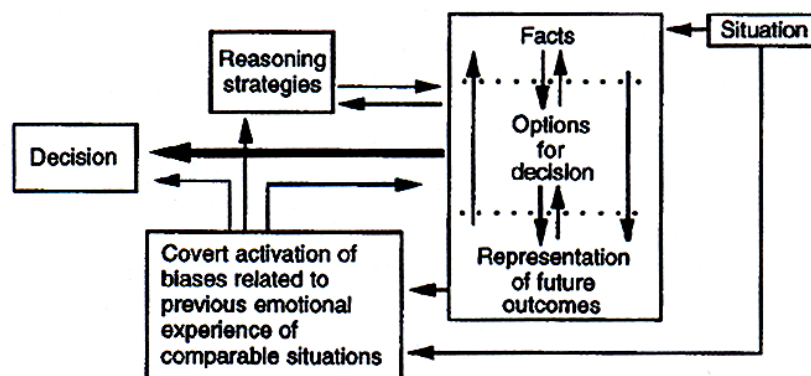 Situation
Facts
Reasoning
strategies
Options
for
decision
Decision
Representation
of future
outcomes
Covert activation of
biases related to
previous emotional
experience of
comparable situations